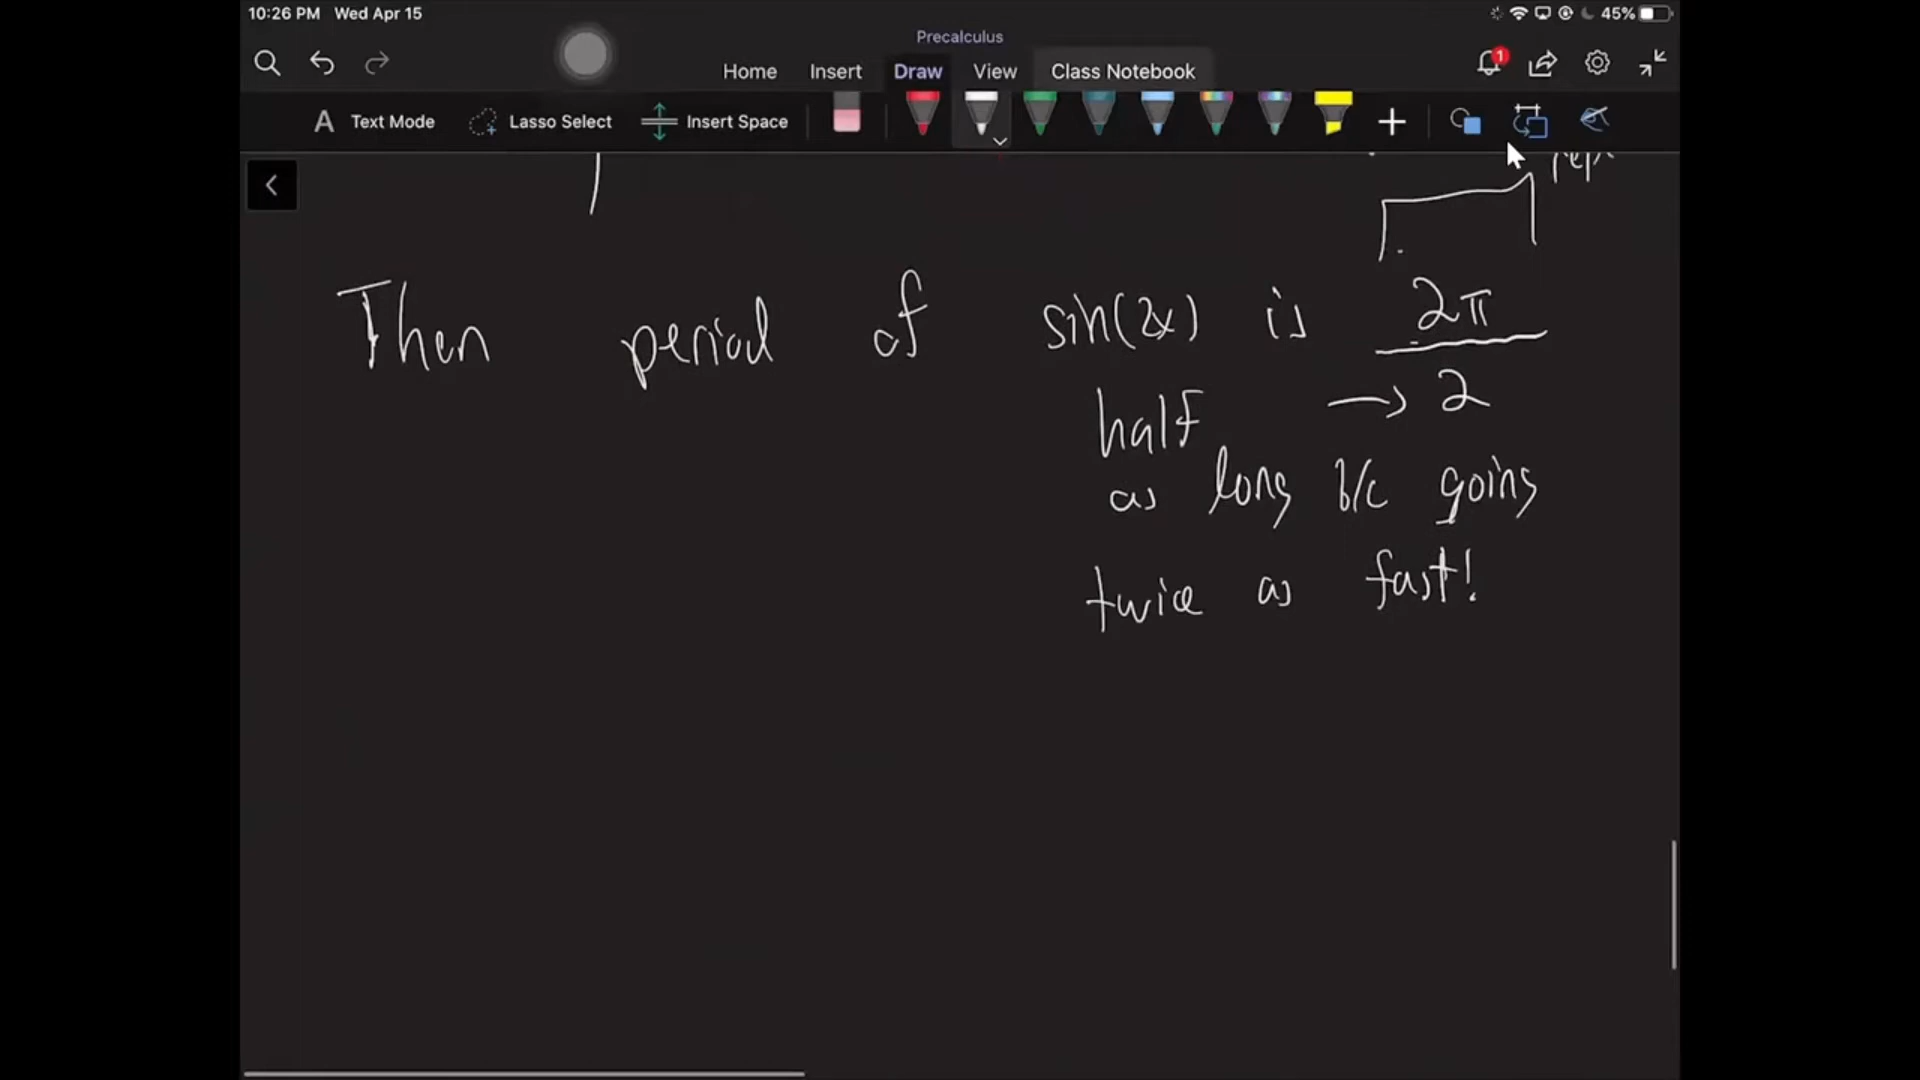 10:26 PM Wed Apr 15
45%
Precalculus
1
Home Insert Draw View Class Notebook
A Text Mode Lasso Select Insert Space
Then period of sin(2x) is 2π
half → 2
as long b/c going
twice as fast!